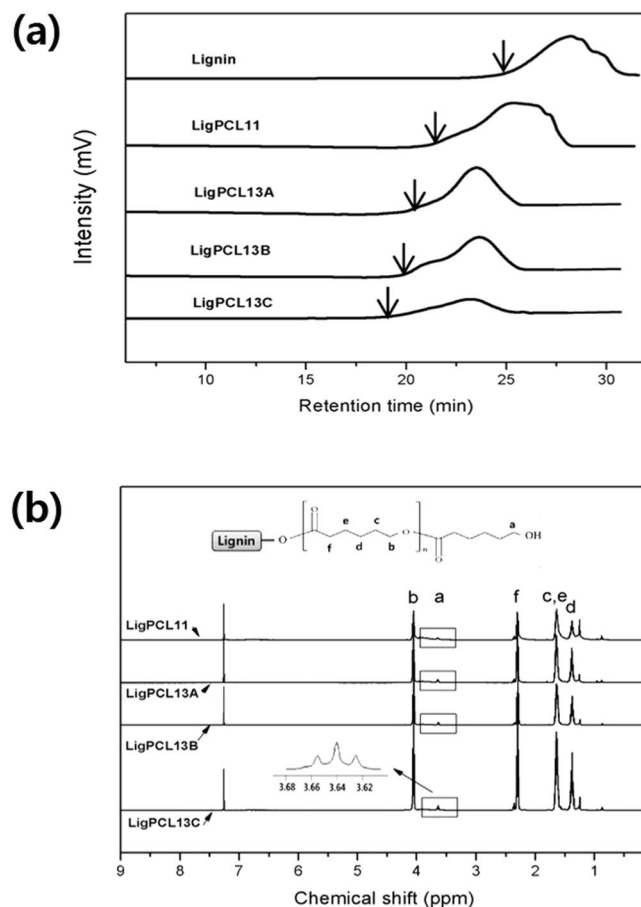 (a)
Lignin
LigPCL11
LigPCL13A
LigPCL13B
LigPCL13C
Intensity (mV)
10 15 20 25 30
Retention time (min)
(b)
O e c a
Lignin O O OH
f d b n
O
b a f c,e d
LigPCL11
LigPCL13A
LigPCL13B
3.68 3.66 3.64 3.62
LigPCL13C
9 8 7 6 5 4 3 2 1
Chemical shift (ppm)